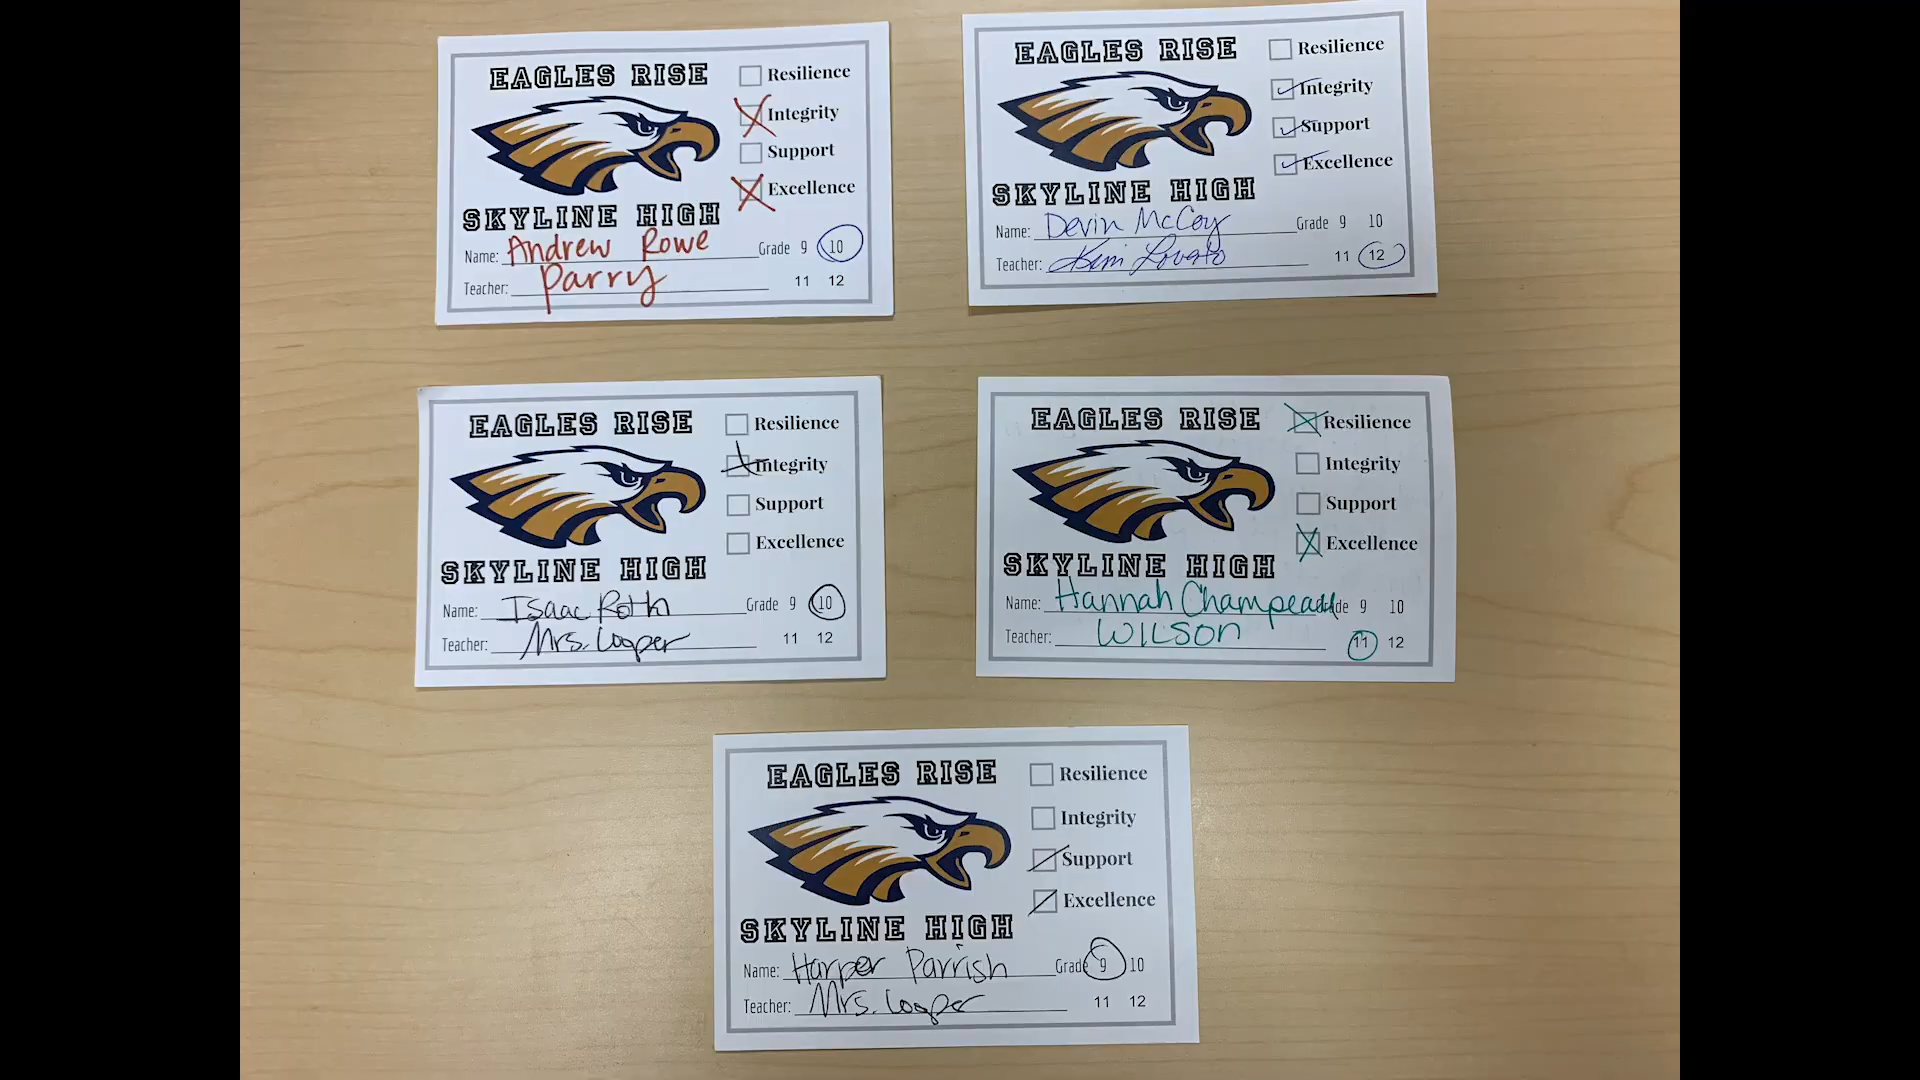 EAGLES RISE
Resilience
Integrity
Support
Excellence
SKYLINE HIGH
Name: Andrew Rowe Grade 9 10
Teacher: Parry 11 12
EAGLES RISE
Resilience
Integrity
Support
Excellence
SKYLINE HIGH
Name: Devin McCoy Grade 9 10
Teacher: Kim Lovato 11 12
EAGLES RISE
Resilience
Integrity
Support
Excellence
SKYLINE HIGH
Name: Isaac Roth Grade 9 10
Teacher: Mrs. Cooper 11 12
EAGLES RISE
Resilience
Integrity
Support
Excellence
SKYLINE HIGH
Name: Hannah Champeau Grade 9 10
Teacher: WILSON 11 12
EAGLES RISE
Resilience
Integrity
Support
Excellence
SKYLINE HIGH
Name: Harper Parrish Grade 9 10
Teacher: Mrs. Cooper 11 12